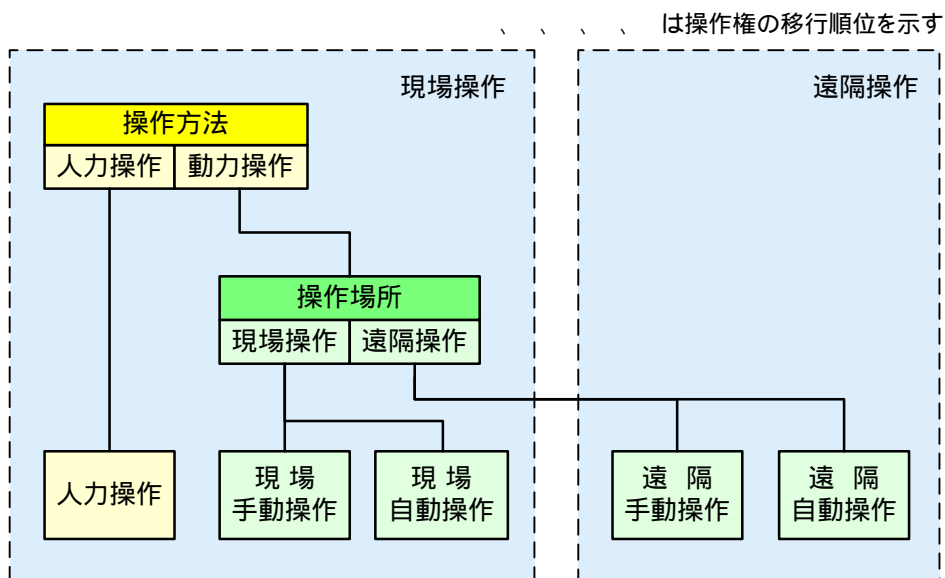 、 、 、 、 は操作権の移行順位を示す
現場操作
遠隔操作
操作方法
人力操作 動力操作
操作場所
現場操作 遠隔操作
人力操作
現 場
手動操作
現 場
自動操作
遠 隔
手動操作
遠 隔
自動操作